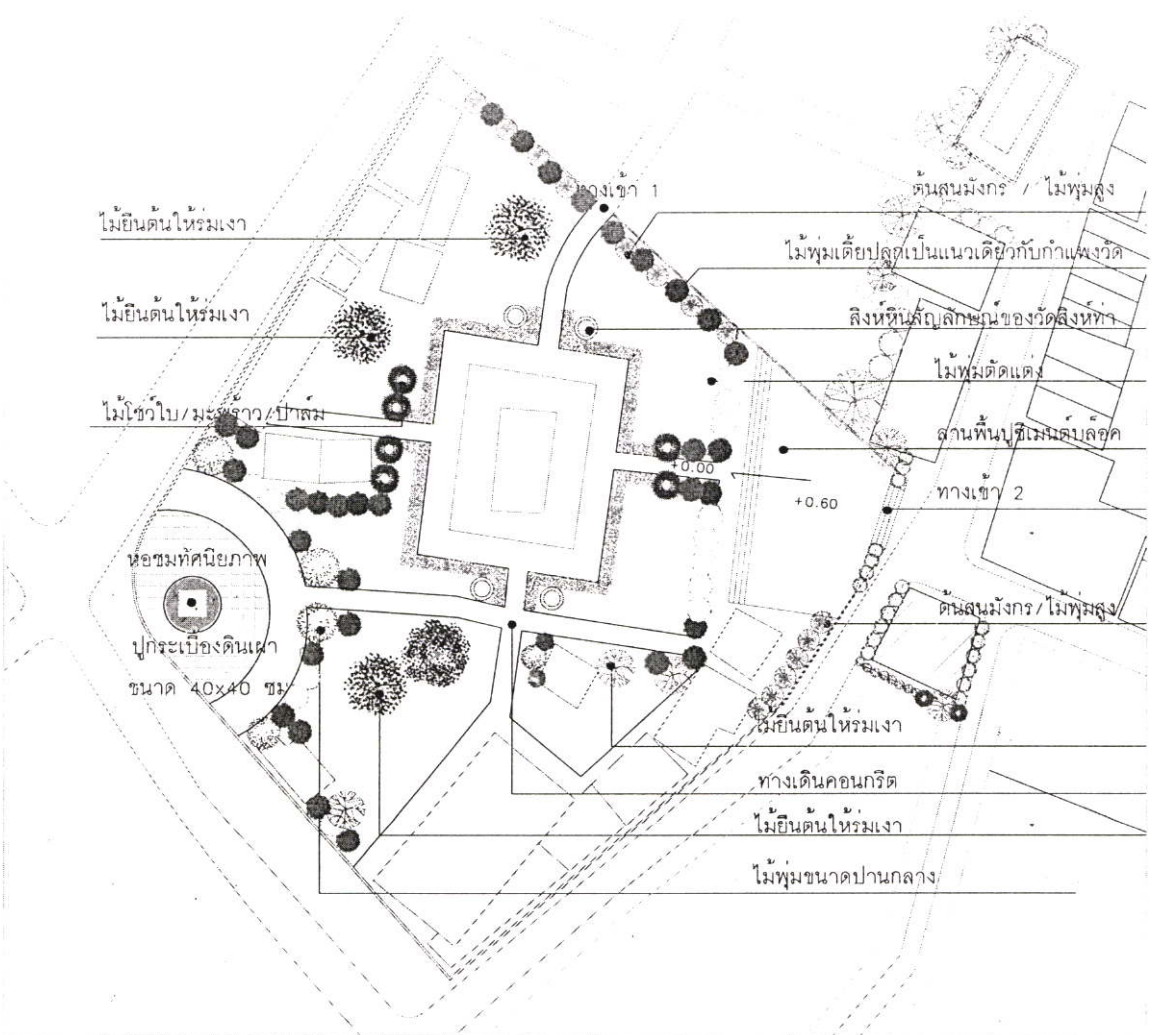 ทางเข้า 1
ต้นสนมังกร / ไม้พุ่มสูง
ไม้ยืนต้นให้ร่มเงา
ไม้พุ่มเตี้ยปลูกเป็นแนวเดียวกับกำแพงวัด
ไม้ยืนต้นให้ร่มเงา
สิงห์หินสัญลักษณ์ของวัดสิงห์ท่า
ไม้พุ่มตัดแต่ง
ไม้โชว์ใบ/มะพร้าว/ปาล์ม
ลานพื้นปูซีเมนต์บล็อค
+0.00
ทางเข้า 2
+0.60
หอชมทัศนียภาพ
ต้นสนมังกร/ไม้พุ่มสูง
ปูกระเบื้องดินเผา
ขนาด 40x40 ซม
ไม้ยืนต้นให้ร่มเงา
ทางเดินคอนกรีต
ไม้ยืนต้นให้ร่มเงา
ไม้พุ่มขนาดปานกลาง